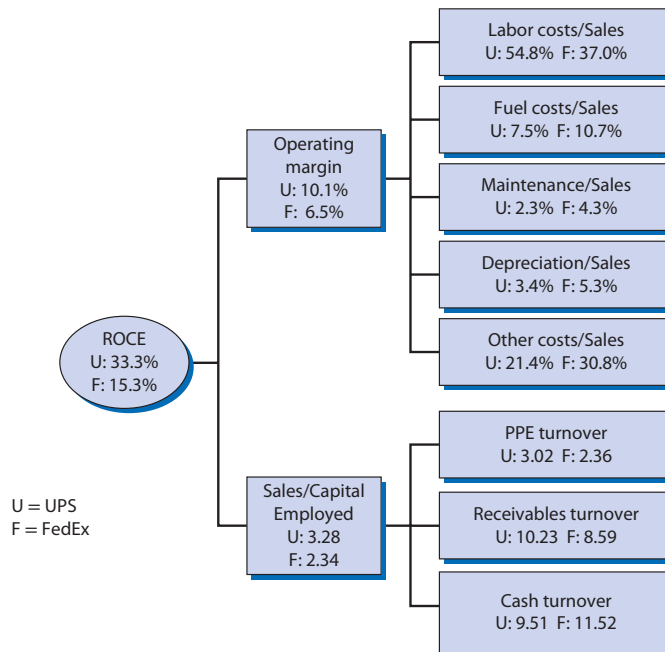 Labor costs/Sales
U: 54.8% F: 37.0%
Fuel costs/Sales
U: 7.5% F: 10.7%
Operating
margin
U: 10.1%
F: 6.5%
Maintenance/Sales
U: 2.3% F: 4.3%
Depreciation/Sales
U: 3.4% F: 5.3%
Other costs/Sales
U: 21.4% F: 30.8%
ROCE
U: 33.3%
F: 15.3%
PPE turnover
U: 3.02 F: 2.36
Sales/Capital
Employed
U: 3.28
F: 2.34
Receivables turnover
U: 10.23 F: 8.59
Cash turnover
U: 9.51 F: 11.52
U = UPS
F = FedEx